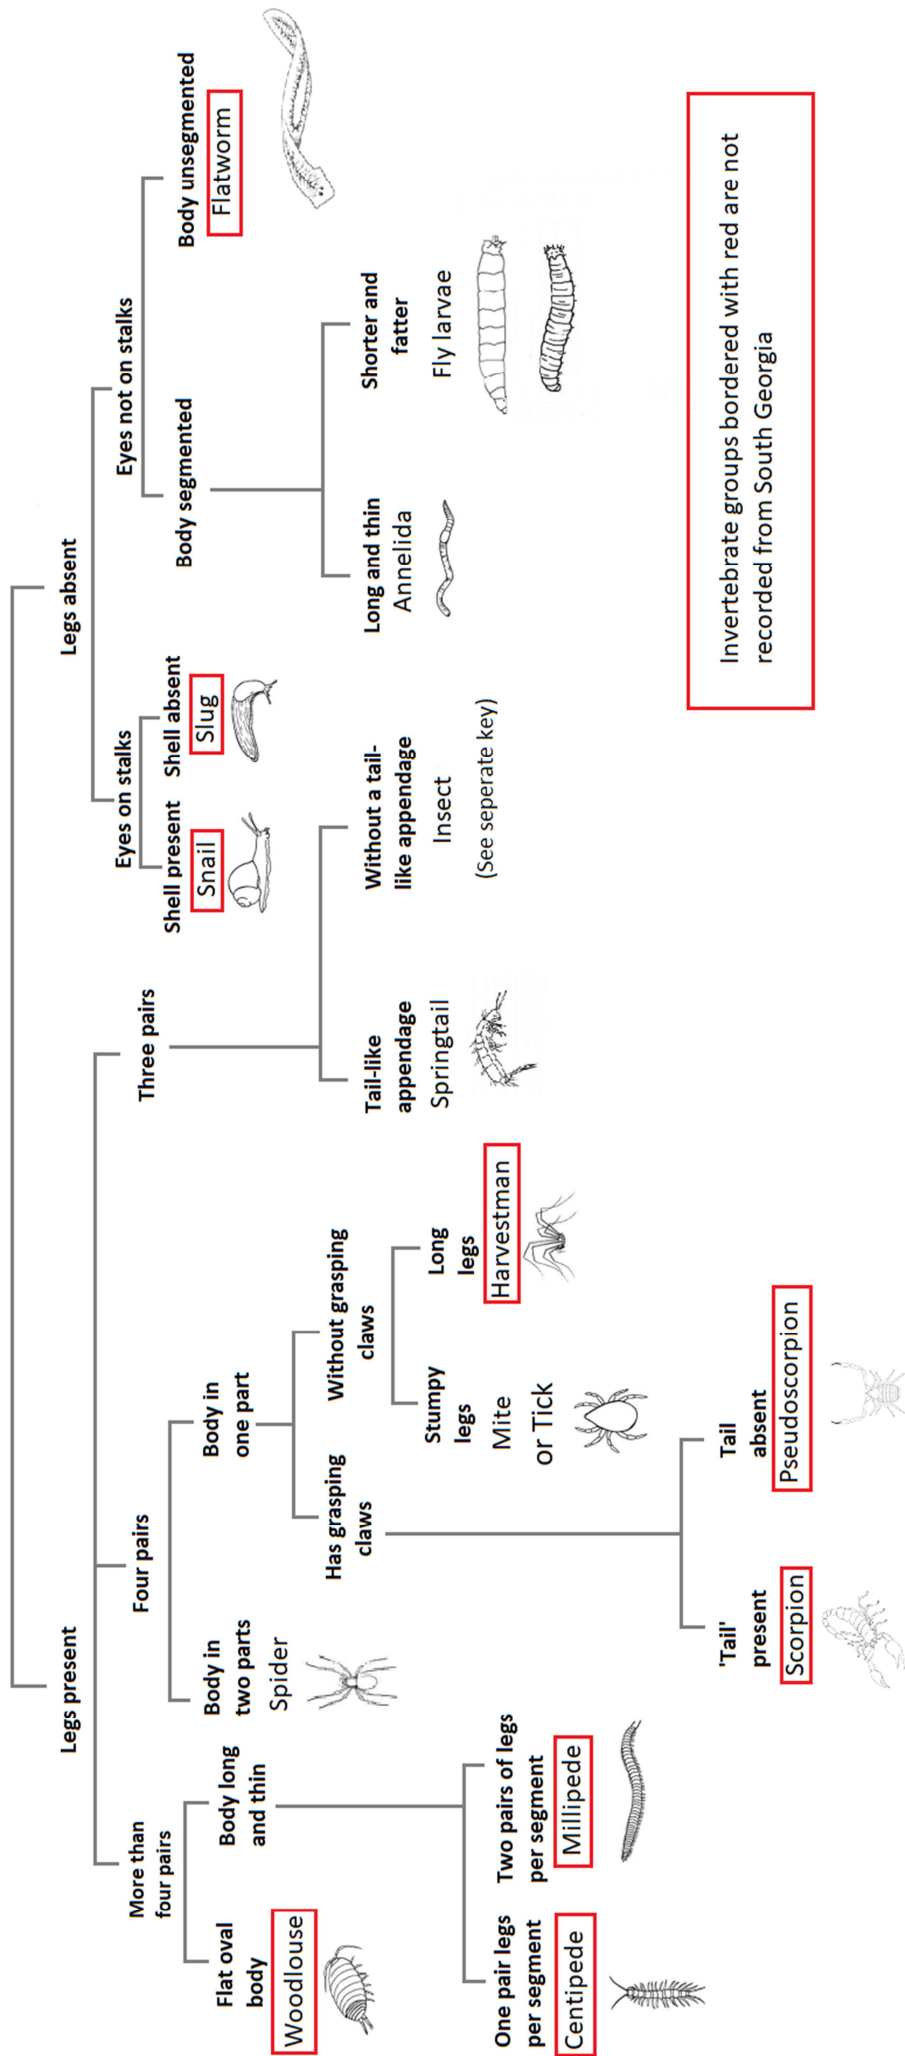 Legs present
Legs absent
More than
four pairs
Four pairs
Three pairs
Eyes on stalks
Eyes not on stalks
Flat oval
body
Woodlouse
Body long
and thin
Body in
two parts
Spider
Body in
one part
Shell present
Snail
Shell absent
Slug
Body segmented
Body unsegmented
Flatworm
Has grasping
claws
Without grasping
claws
Tail-like
appendage
Springtail
Without a tail-
like appendage
Insect
(See seperate key)
Long and thin
Annelida
Shorter and
fatter
Fly larvae
Stumpy
legs
Mite
or Tick
Long
legs
Harvestman
One pair legs
per segment
Centipede
Two pairs of legs
per segment
Millipede
'Tail'
present
Scorpion
Tail
absent
Pseudoscorpion
Invertebrate groups bordered with red are not
recorded from South Georgia